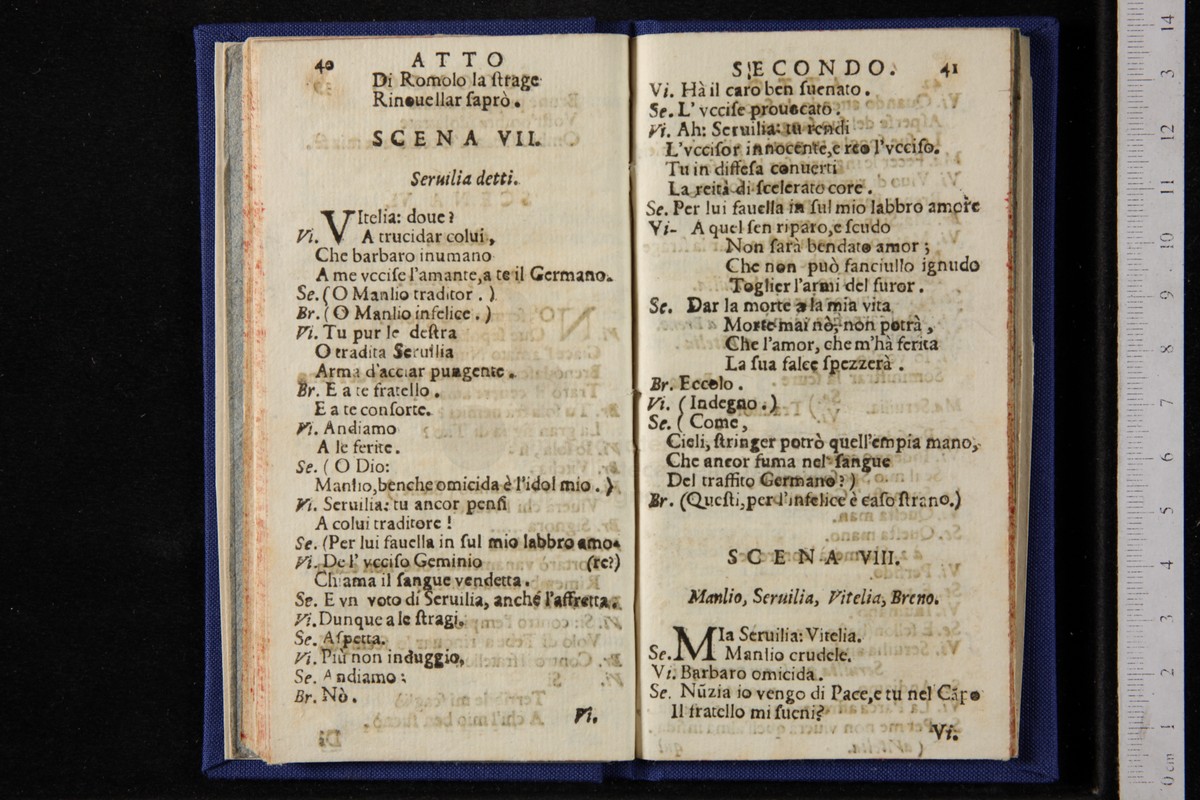 40 ATTO
Di Romolo la ſtrage
Rinouellar ſaprò.
SCENA VII.
Seruilia detti.
VItelia: doue?
Vi. A trucidar colui,
Che barbaro inumano
A me vcciſe l'amante,a te il Germano.
Se. (O Manlio traditor.)
Br. (O Manlio infelice.)
Vi. Tu pur le deſtra
O tradita Seruilia
Arma d'acciar pungente.
Br. E a te fratello.
E a te conſorte.
Vi. Andiamo
A le ferite.
Se. (O Dio:
Manlio,benche omicida è l'idol mio.)
Vi. Seruilia: tu ancor penſi
A colui traditore!
Se. (Per lui fauella in ſul mio labbro amo-
Vi. De l' vcciſo Geminio (re?)
Chiama il ſangue vendetta.
Se. E vn voto di Seruilia, anche l'affretta.
Vi. Dunque a le ſtragi.
Se. Aſpetta.
Vi. Più non induggio,
Se. Andiamo:
Br. Nò.
Vi.
SECONDO. 41
Vi. Hà il caro ben ſuenato.
Se. L' vcciſe prouocato.
Vi. Ah: Seruilia: tu rendi
L'vcciſor innocente,e reo l'vcciſo.
Tu in diffeſa conuerti
La reità di ſcelerato core.
Se. Per lui fauella in ſul mio labbro amore
Vi- A quel ſen riparo,e ſcudo
Non farà bendato amor;
Che non può fanciullo ignudo
Toglier l'armi del furor.
Se. Dar la morte a la mia vita
Morte mai nò, non potrà,
Che l'amor, che m'hà ferita
La ſua falce ſpezzerà.
Br. Eccolo.
Vi. (Indegno.)
Se. (Come,
Cieli, ſtringer potrò quell'empia mano,
Che ancor fuma nel ſangue
Del traffito Germano?)
Br. (Queſti,per l'infelice è caſo ſtrano.)
SCENA VIII.
Manlio, Seruilia, Vitelia, Breno.
MIa Seruilia: Vitelia.
Se. Manlio crudele.
Vi. Barbaro omicida.
Se. Nũzia io vengo di Pace,e tu nel Cãpo
Il fratello mi ſueni?
Vi.